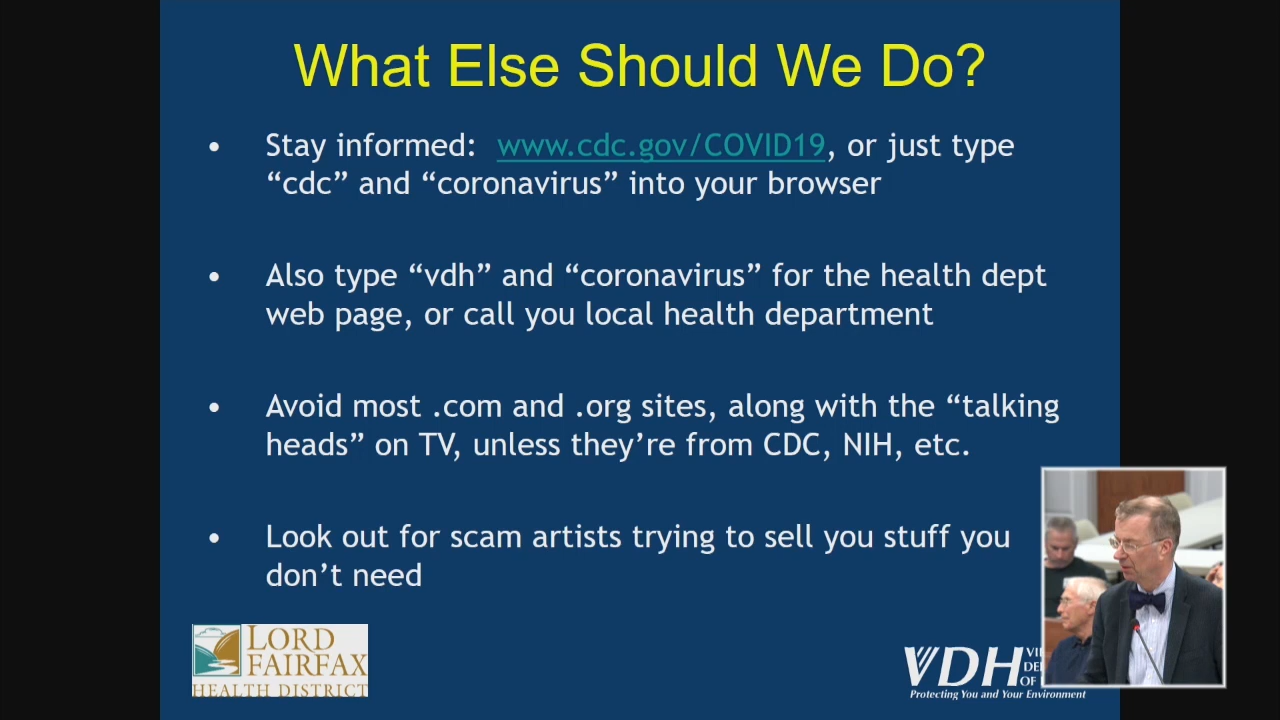 What Else Should We Do?
• Stay informed: www.cdc.gov/COVID19, or just type
“cdc” and “coronavirus” into your browser
• Also type “vdh” and “coronavirus” for the health dept
web page, or call you local health department
• Avoid most .com and .org sites, along with the “talking
heads” on TV, unless they’re from CDC, NIH, etc.
• Look out for scam artists trying to sell you stuff you
don’t need
LORD
FAIRFAX
HEALTH DISTRICT
VDH
OF
Protecting You and Your Environment